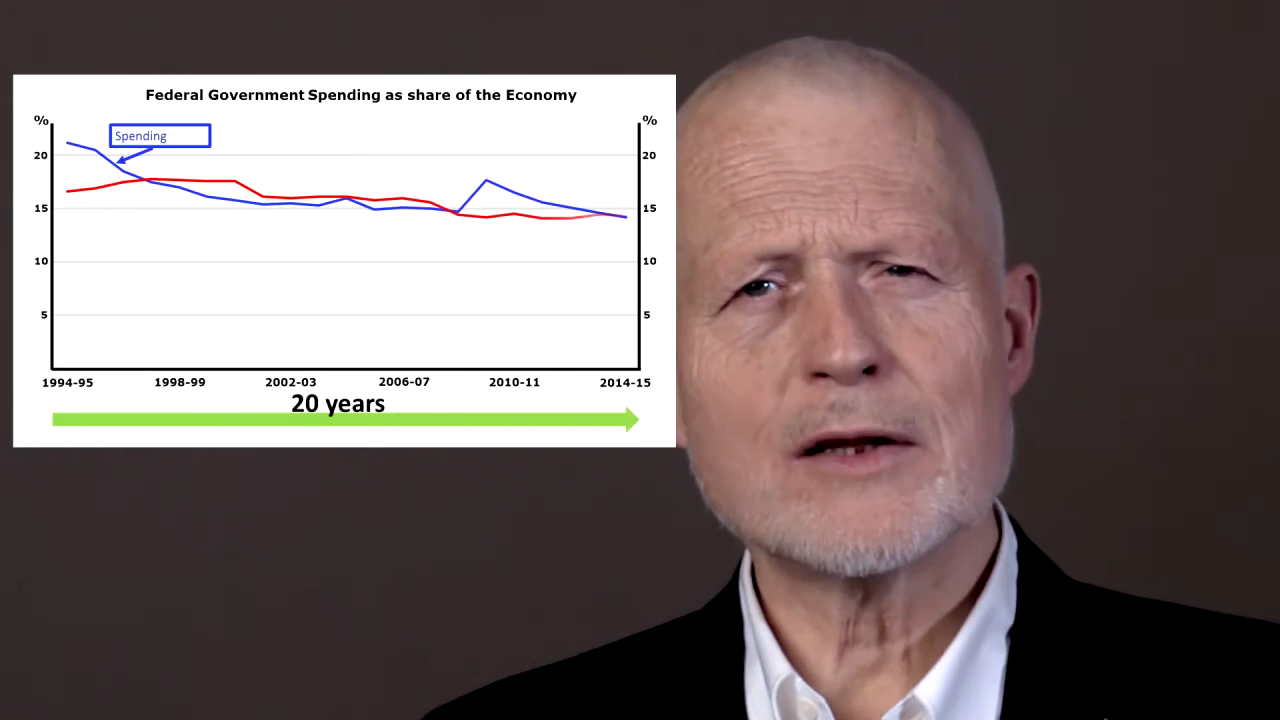 Federal Government Spending as share of the Economy
% %
Spending
20 20
15 15
10 10
5 5
1994-95 1998-99 2002-03 2006-07 2010-11 2014-15
20 years